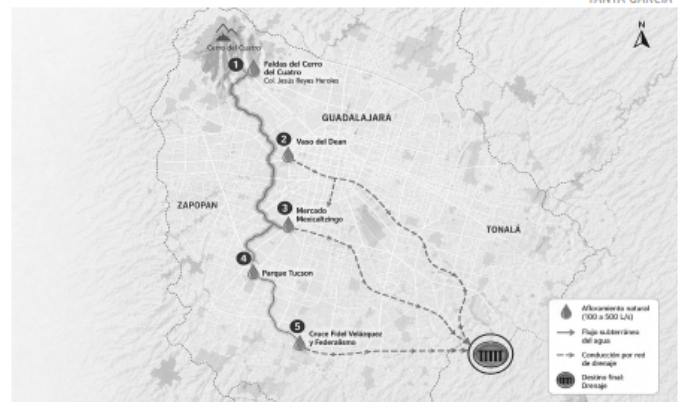 YANTA GARCÍA
N
Cerro del Cuatro
1
Faldas del Cerro
del Cuatro
Col. Jesús Reyes Heroles
GUADALAJARA
2
Vaso del Dean
ZAPOPAN
3
Mercado
Mexicaltzingo
TONALÁ
4
Parque Tucson
5
Cruce Fidel Velázquez
y Federalismo
Afloramiento natural
(100 a 500 L/s)
Flujo subterráneo
del agua
Conducción por red
de drenaje
Destino final:
Drenaje